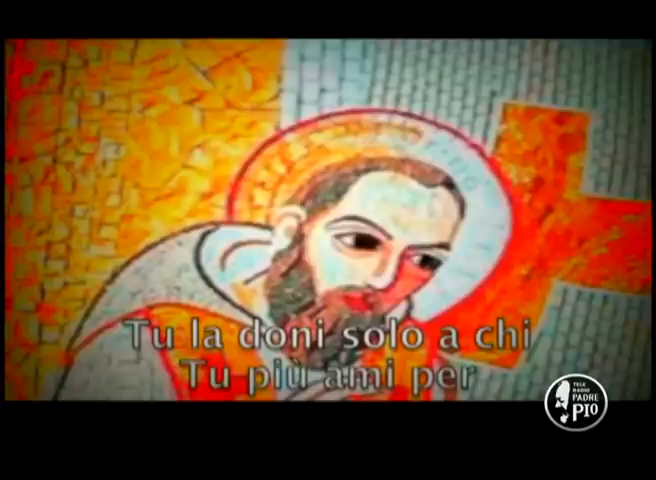 Tu la doni solo a chi
Tu più ami per
TELE
RADIO
PADRE
PIO